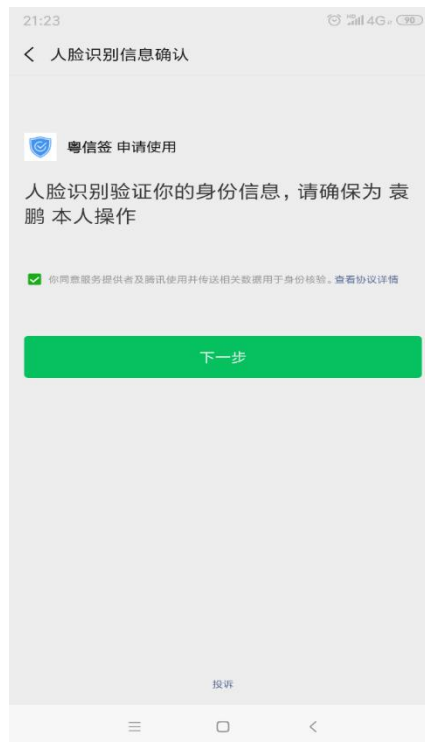 21:23
4G 90
人脸识别信息确认
粤信签 申请使用
人脸识别验证你的身份信息，请确保为 袁
鹏 本人操作
你同意服务提供者及腾讯使用并传送相关数据用于身份核验。查看协议详情
下一步
投诉